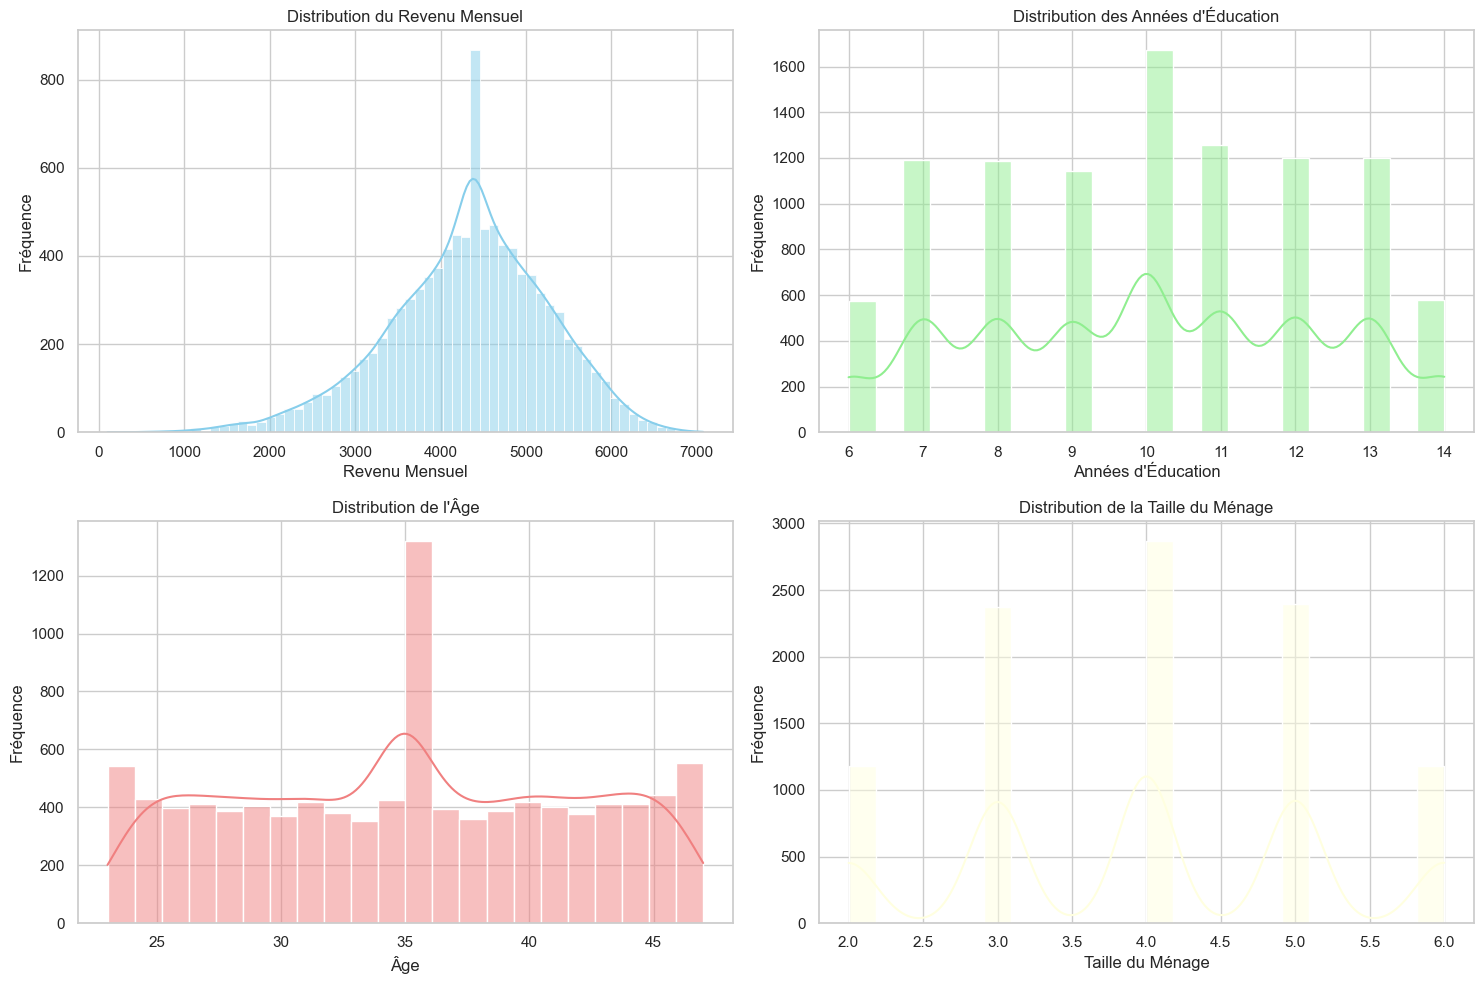 Distribution du Revenu Mensuel
Fréquence
800
600
400
200
0
0 1000 2000 3000 4000 5000 6000 7000
Revenu Mensuel
Distribution des Années d'Éducation
Fréquence
1600
1400
1200
1000
800
600
400
200
0
6 7 8 9 10 11 12 13 14
Années d'Éducation
Distribution de l'Âge
Fréquence
1200
1000
800
600
400
200
0
25 30 35 40 45
Âge
Distribution de la Taille du Ménage
Fréquence
3000
2500
2000
1500
1000
500
0
2.0 2.5 3.0 3.5 4.0 4.5 5.0 5.5 6.0
Taille du Ménage